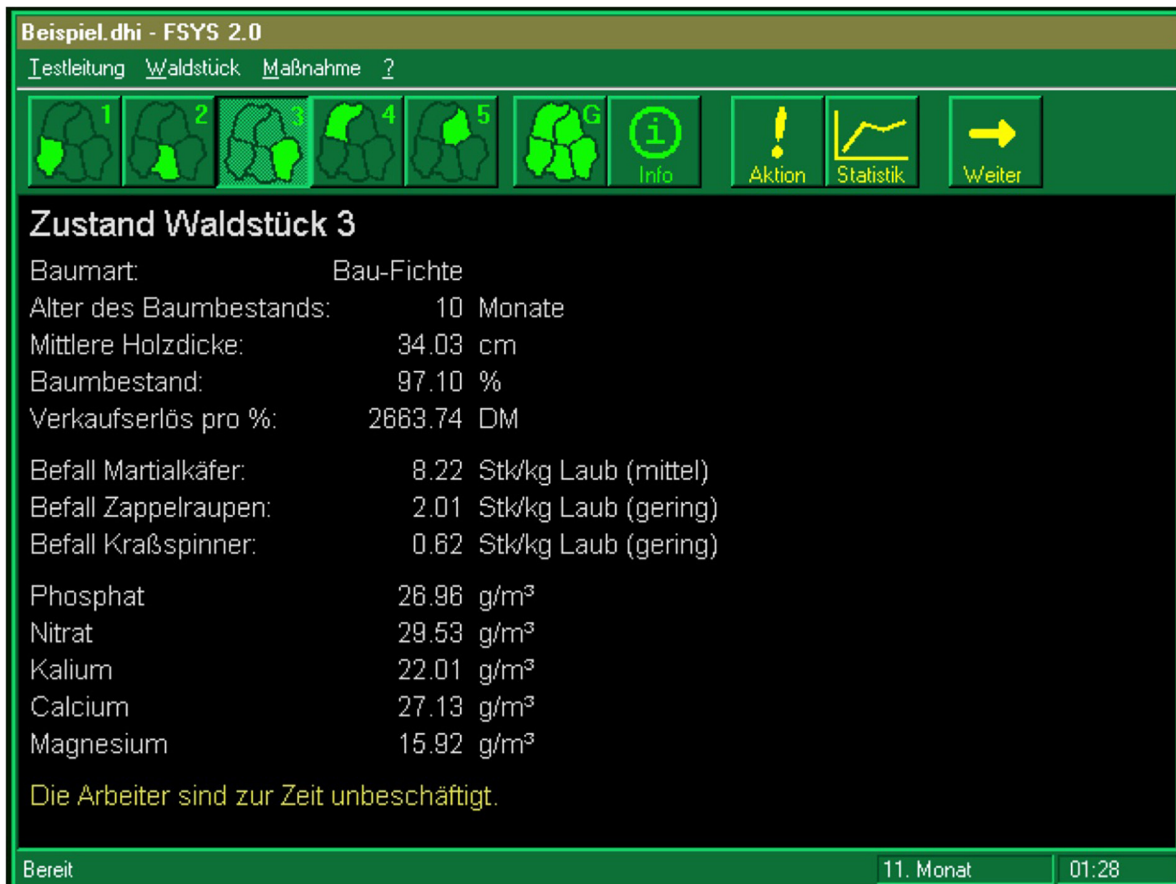 Beispiel.dhi - FSYS 2.0
Testleitung Waldstück Maßnahme ?
1 2 3 4 5 G Info Aktion Statistik Weiter
Zustand Waldstück 3
Baumart: Bau-Fichte
Alter des Baumbestands: 10 Monate
Mittlere Holzdicke: 34.03 cm
Baumbestand: 97.10 %
Verkaufserlös pro %: 2663.74 DM
Befall Martialkäfer: 8.22 Stk/kg Laub (mittel)
Befall Zappelraupen: 2.01 Stk/kg Laub (gering)
Befall Kraßspinner: 0.62 Stk/kg Laub (gering)
Phosphat 26.96 g/m³
Nitrat 29.53 g/m³
Kalium 22.01 g/m³
Calcium 27.13 g/m³
Magnesium 15.92 g/m³
Die Arbeiter sind zur Zeit unbeschäftigt.
Bereit 11. Monat 01:28